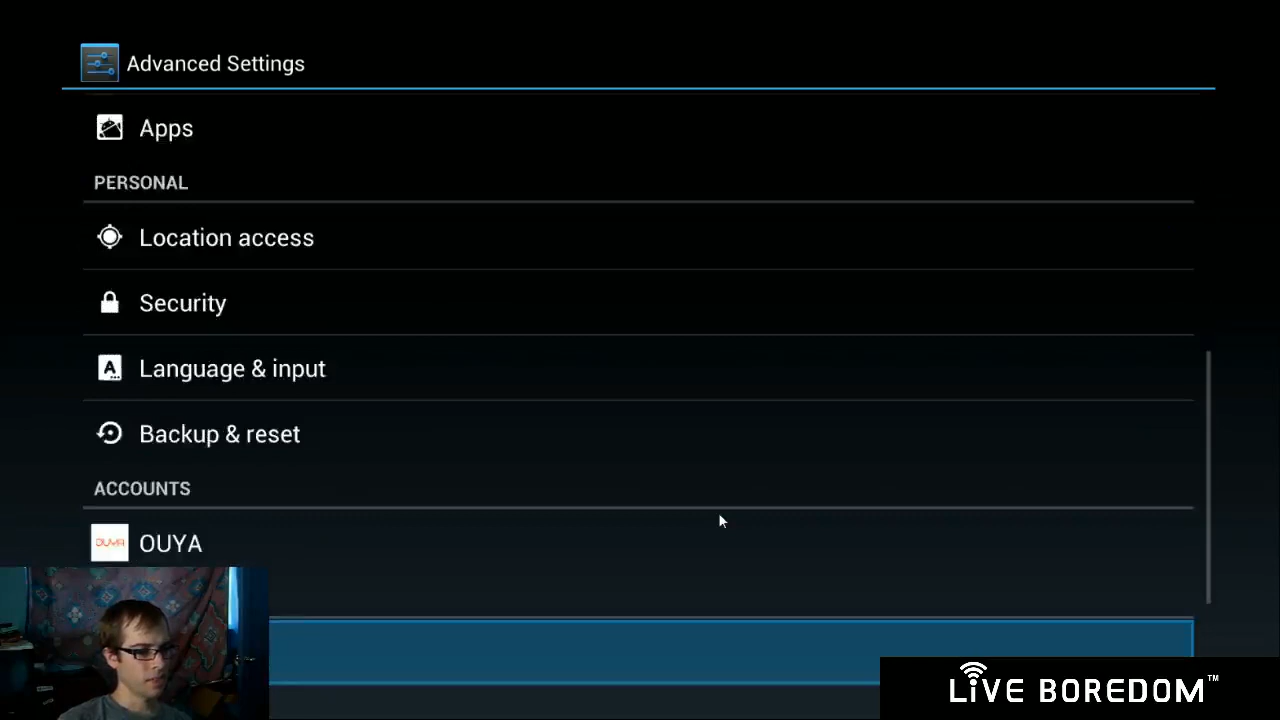 Advanced Settings
Apps
PERSONAL
Location access
Security
A Language & input
Backup & reset
ACCOUNTS
OUYA OUYA
LiVE BOREDOM™